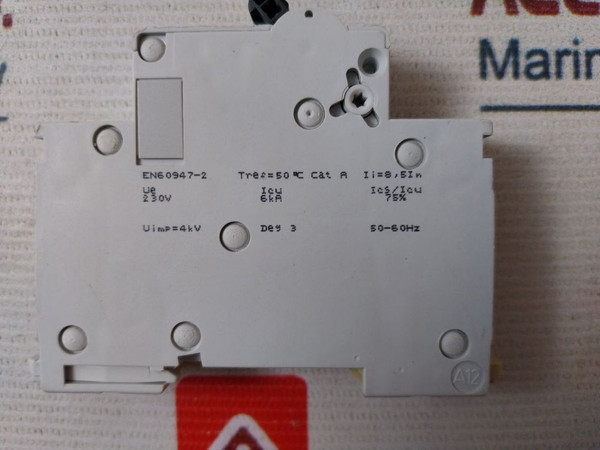 Marin
EN60947-2 Tref=50°C Cat A Ii=8,5In
Ue Icu Ics/Icu
230V 6kA 75%
Uimp=4kV Deg 3 50-60Hz
A12